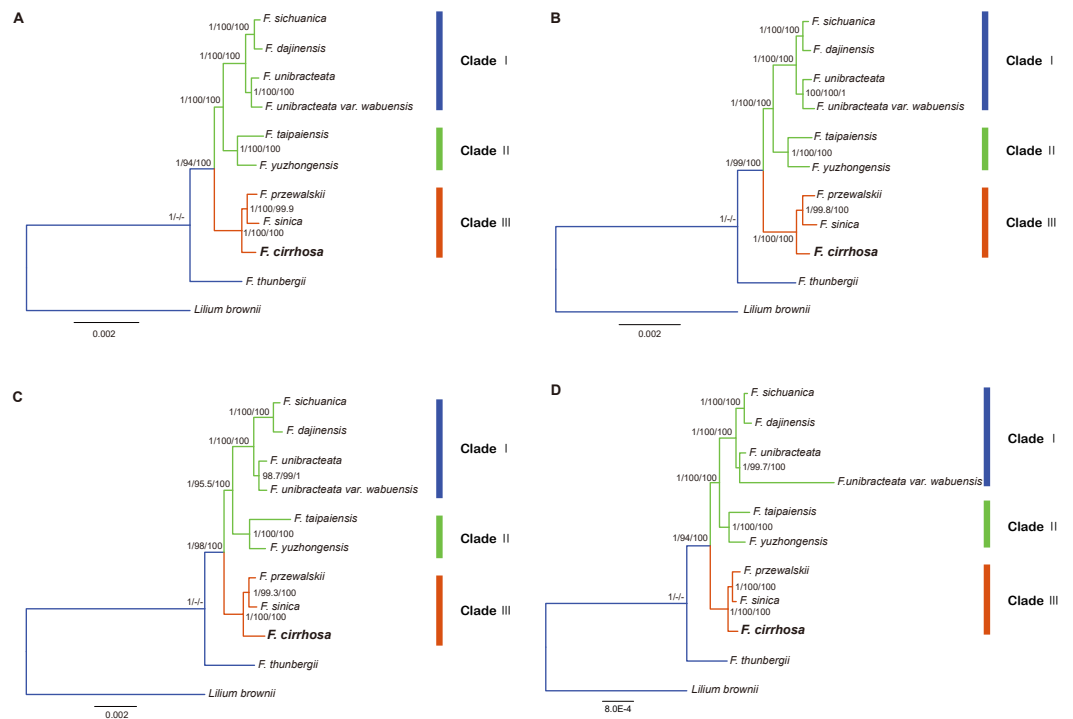 A
F. sichuanica
1/100/100
F. dajinensis
1/100/100
F. unibracteata
1/100/100
F. unibracteata var. wabuensis
1/100/100
F. taipaiensis
1/100/100
F. yuzhongensis
1/94/100
F. przewalskii
1/100/99.9
F. sinica
1/100/100
F. cirrhosa
1/-/-
F. thunbergii
Lilium brownii
0.002
Clade I
Clade II
Clade III
B
F. sichuanica
1/100/100
F. dajinensis
1/100/100
F. unibracteata
100/100/1
F. unibracteata var. wabuensis
1/100/100
F. taipaiensis
1/100/100
F. yuzhongensis
1/99/100
F. przewalskii
1/99.8/100
F. sinica
1/100/100
F. cirrhosa
1/-/-
F. thunbergii
Lilium brownii
0.002
Clade I
Clade II
Clade III
C
F. sichuanica
1/100/100
F. dajinensis
1/100/100
F. unibracteata
98.7/99/1
F. unibracteata var. wabuensis
1/95.5/100
F. taipaiensis
1/100/100
F. yuzhongensis
1/98/100
F. przewalskii
1/99.3/100
F. sinica
1/100/100
F. cirrhosa
1/-/-
F. thunbergii
Lilium brownii
0.002
Clade I
Clade II
Clade III
D
F. sichuanica
1/100/100
F. dajinensis
1/100/100
F. unibracteata
1/99.7/100
F.unibracteata var. wabuensis
1/100/100
F. taipaiensis
1/100/100
F. yuzhongensis
1/94/100
F. przewalskii
1/100/100
F. sinica
1/100/100
F. cirrhosa
1/-/-
F. thunbergii
Lilium brownii
8.0E-4
Clade I
Clade II
Clade III